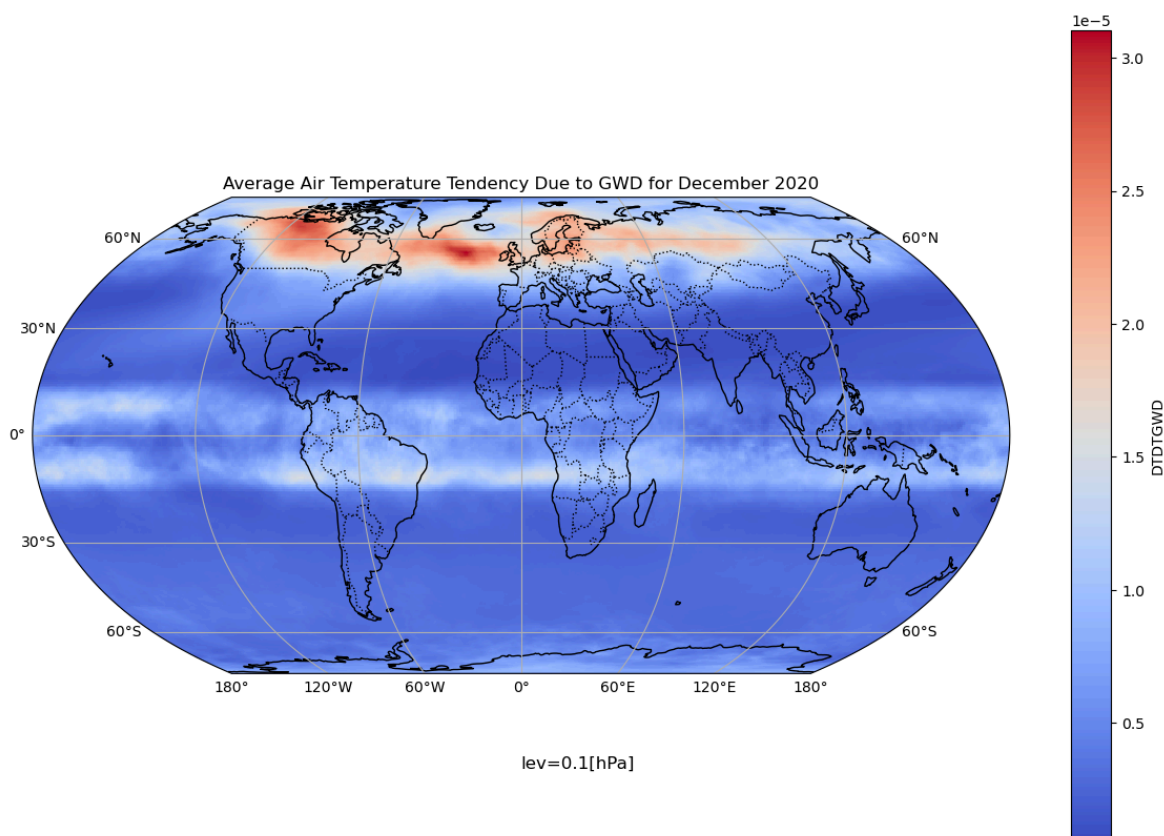 1e−5
Average Air Temperature Tendency Due to GWD for December 2020
3.0
2.5
2.0
1.5
1.0
0.5
DTDTGWD
60°N
60°N
30°N
0°
30°S
60°S
60°S
180°
120°W
60°W
0°
60°E
120°E
180°
lev=0.1[hPa]